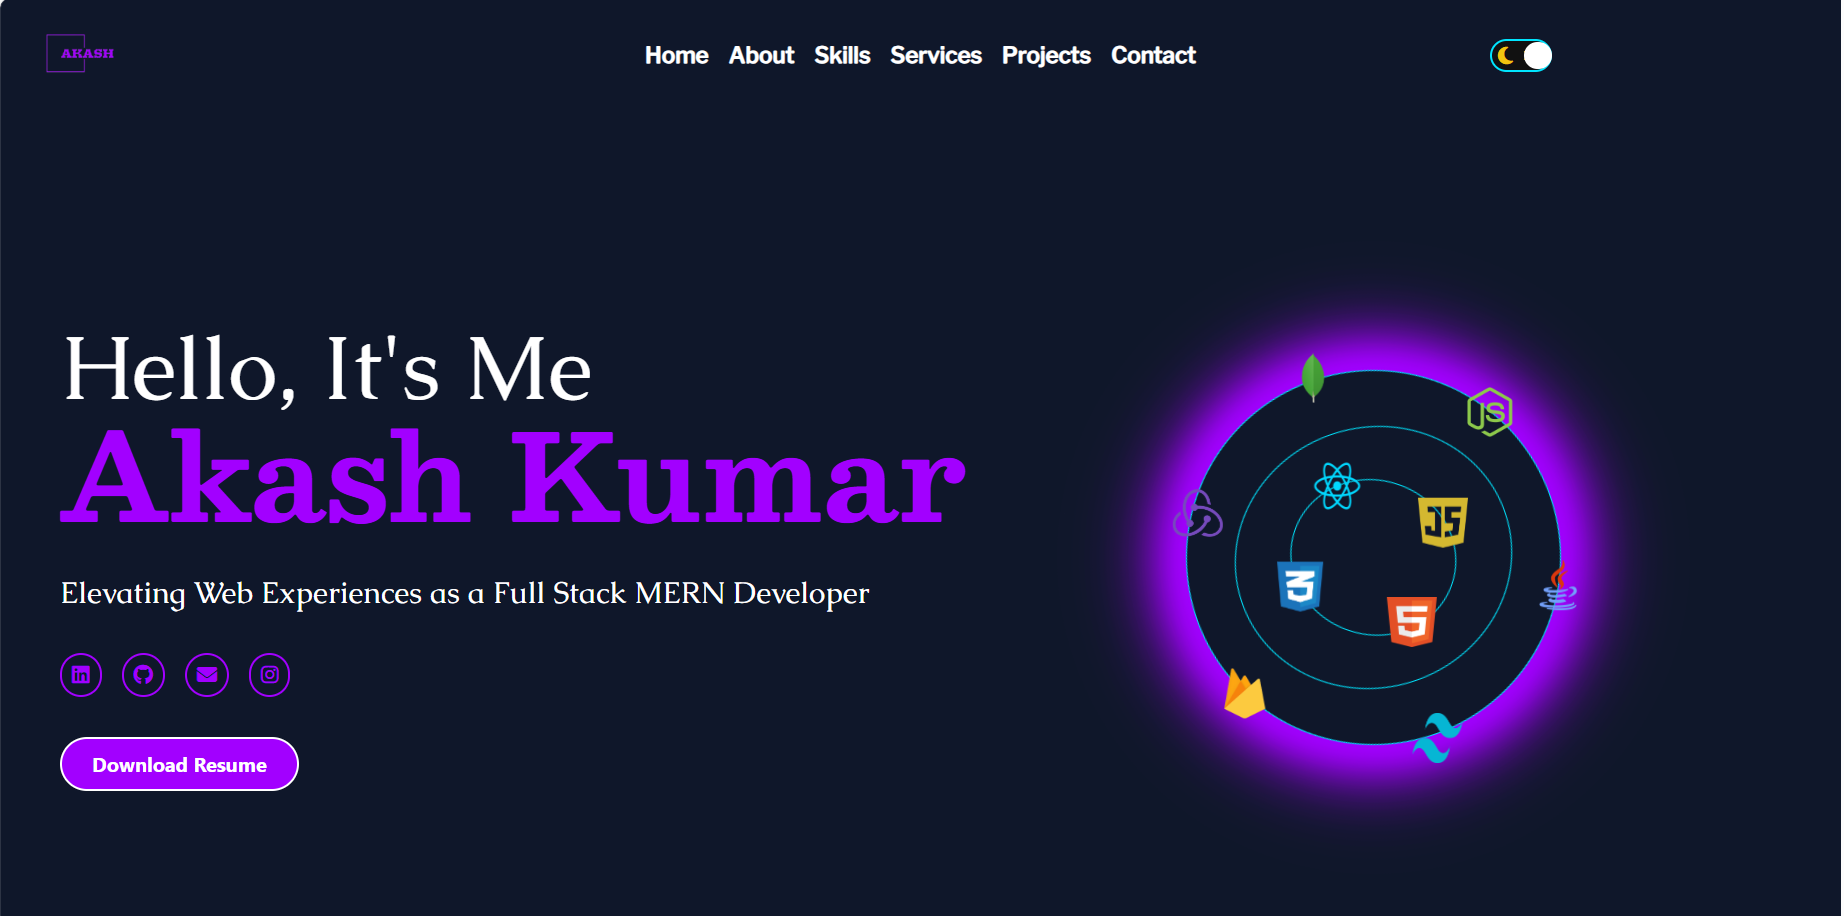 AKASH
Home About Skills Services Projects Contact
Hello, It's Me
Akash Kumar
Elevating Web Experiences as a Full Stack MERN Developer
in
Download Resume
JS
JS
3
5